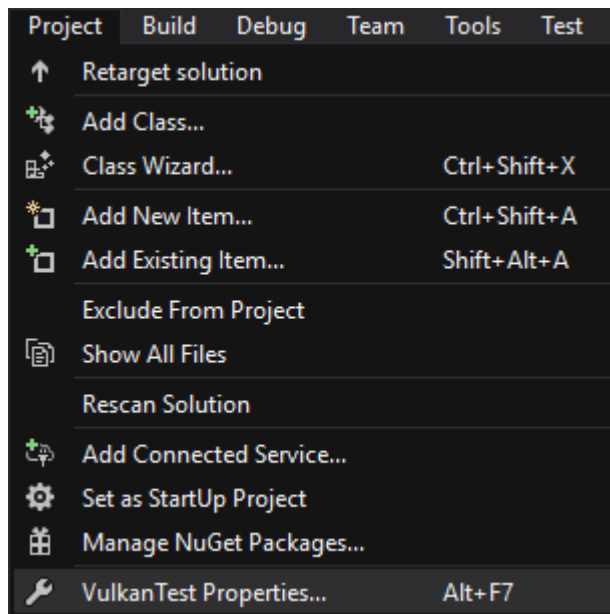 Project Build Debug Team Tools Test
Retarget solution
Add Class...
Class Wizard... Ctrl+Shift+X
Add New Item... Ctrl+Shift+A
Add Existing Item... Shift+Alt+A
Exclude From Project
Show All Files
Rescan Solution
Add Connected Service...
Set as StartUp Project
Manage NuGet Packages...
VulkanTest Properties... Alt+F7